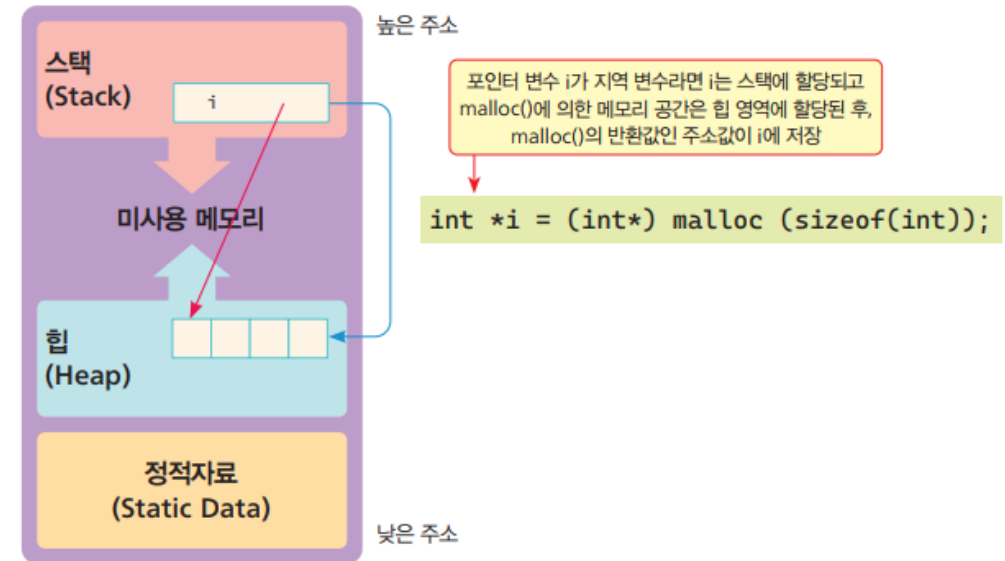 높은 주소
스택
(Stack)
i
포인터 변수 i가 지역 변수라면 i는 스택에 할당되고
malloc()에 의한 메모리 공간은 힙 영역에 할당된 후,
malloc()의 반환값인 주소값이 i에 저장
미사용 메모리
int *i = (int*) malloc (sizeof(int));
힙
(Heap)
정적자료
(Static Data)
낮은 주소